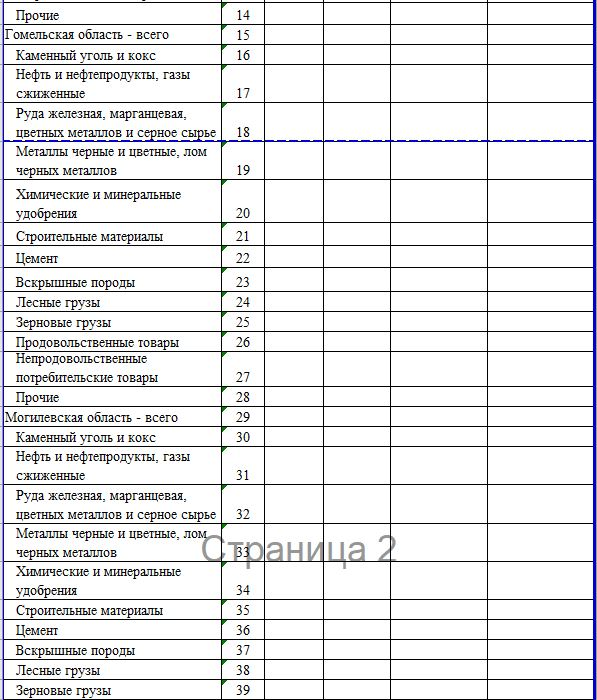 Прочие 14
Гомельская область - всего 15
Каменный уголь и кокс 16
Нефть и нефтепродукты, газы
сжиженные 17
Руда железная, марганцевая,
цветных металлов и серное сырье 18
Металлы черные и цветные, лом
черных металлов 19
Химические и минеральные
удобрения 20
Строительные материалы 21
Цемент 22
Вскрышные породы 23
Лесные грузы 24
Зерновые грузы 25
Продовольственные товары 26
Непродовольственные
потребительские товары 27
Прочие 28
Могилевская область - всего 29
Каменный уголь и кокс 30
Нефть и нефтепродукты, газы
сжиженные 31
Руда железная, марганцевая,
цветных металлов и серное сырье 32
Металлы черные и цветные, лом
черных металлов 33
Страница 2
Химические и минеральные
удобрения 34
Строительные материалы 35
Цемент 36
Вскрышные породы 37
Лесные грузы 38
Зерновые грузы 39